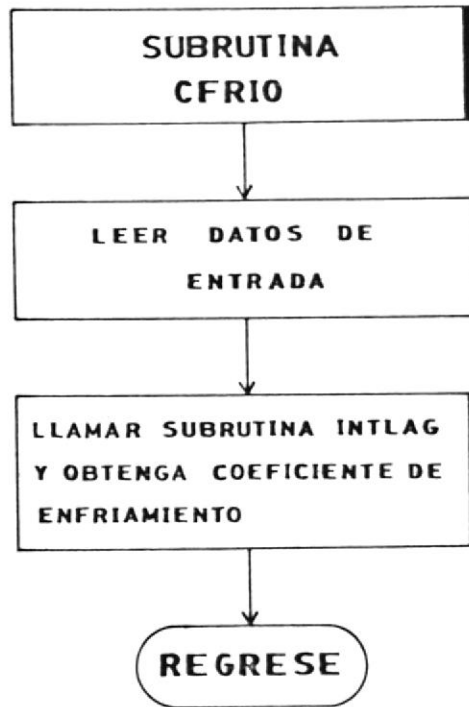 SUBRUTINA
CFRIO
LEER DATOS DE
ENTRADA
LLAMAR SUBRUTINA INTLAG
Y OBTENGA COEFICIENTE DE
ENFRIAMIENTO
REGRESE